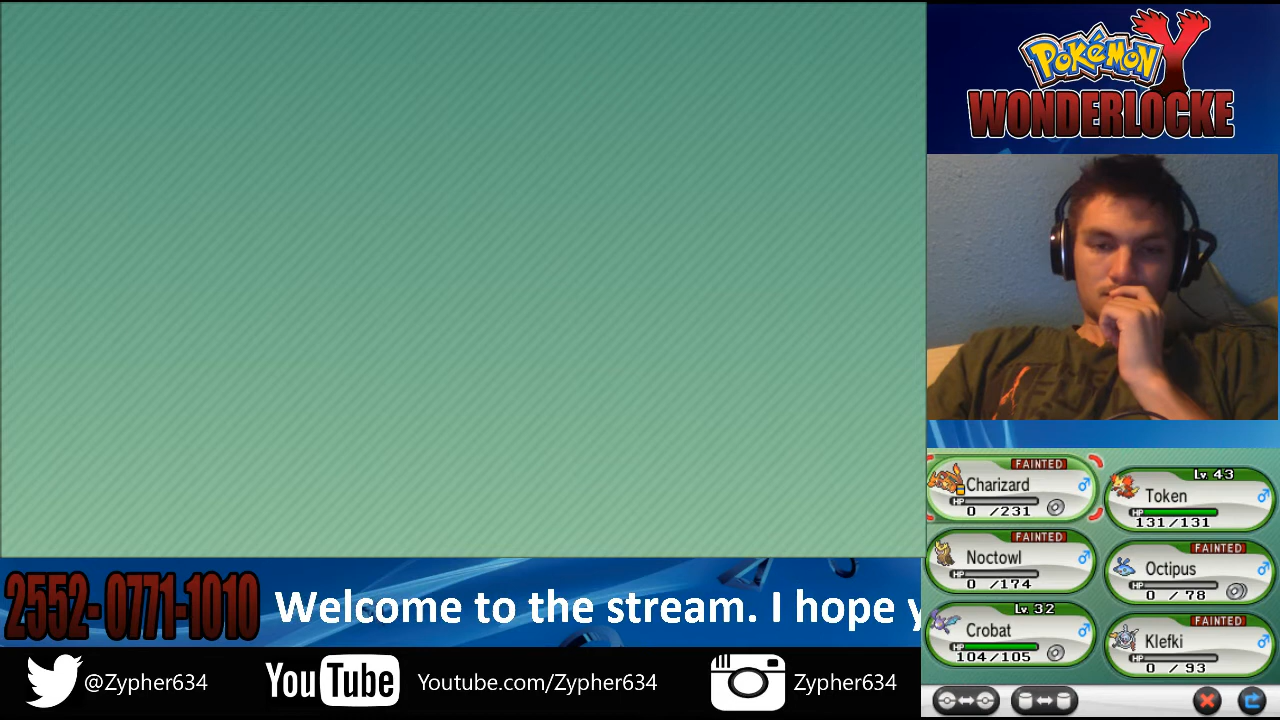 POKéMON Y
WONDERLOCKE
FAINTED
Charizard ♂
HP
0 /231
Lv. 43
Token ♂
HP
131/131
FAINTED
Noctowl ♂
HP
0 /174
FAINTED
Octipus ♂
HP
0 / 78
Lv. 32
Crobat ♂
HP
104/105
FAINTED
Klefki ♂
HP
0 / 93
2552- 0771-1010
Welcome to the stream. I hope
@Zypher634
YouTube
Youtube.com/Zypher634
Zypher634